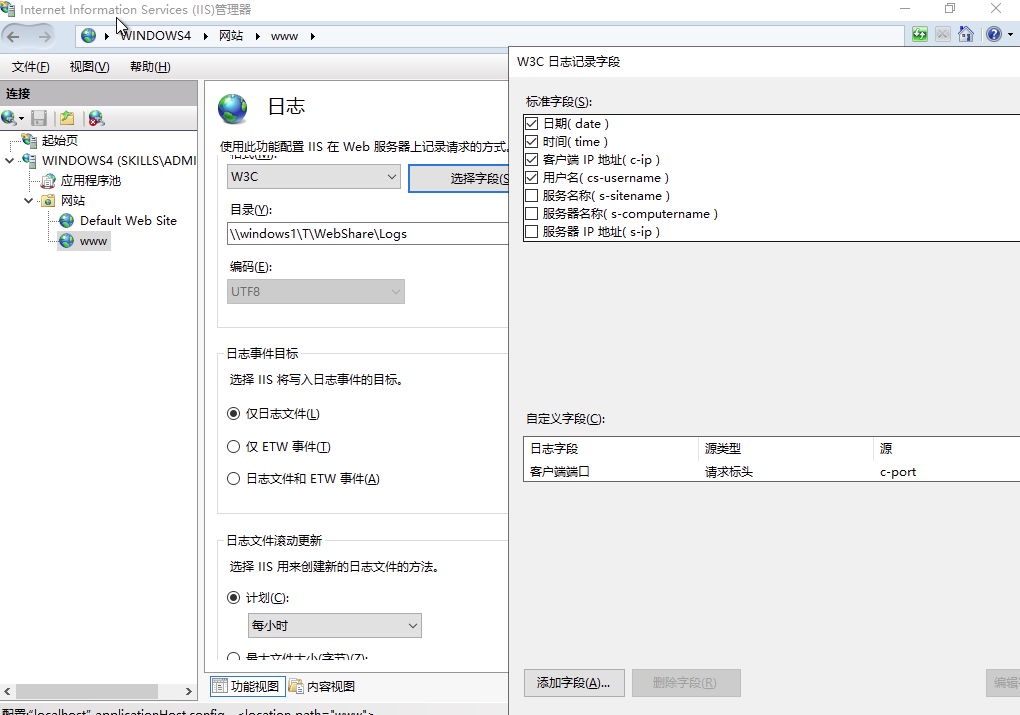 Internet Information Services (IIS)管理器
WINDOWS4 网站 www
文件(F) 视图(V) 帮助(H)
连接
起始页
WINDOWS4 (SKILLS\ADMI
应用程序池
网站
Default Web Site
www
日志
使用此功能配置 IIS 在 Web 服务器上记录请求的方式。
格式(M):
W3C
选择字段(S
目录(Y):
\\windows1\T\WebShare\Logs
编码(E):
UTF8
日志事件目标
选择 IIS 将写入日志事件的目标。
仅日志文件(L)
仅 ETW 事件(T)
日志文件和 ETW 事件(A)
日志文件滚动更新
选择 IIS 用来创建新的日志文件的方法。
计划(C):
每小时
最大文件大小(字节)(Z):
功能视图 内容视图
配置:"localhost" applicationHost.config , <location path="www">
W3C 日志记录字段
标准字段(S):
日期( date )
时间( time )
客户端 IP 地址( c-ip )
用户名( cs-username )
服务名称( s-sitename )
服务器名称( s-computername )
服务器 IP 地址( s-ip )
自定义字段(C):
日志字段 源类型 源
客户端端口 请求标头 c-port
添加字段(A)... 删除字段(R) 编辑